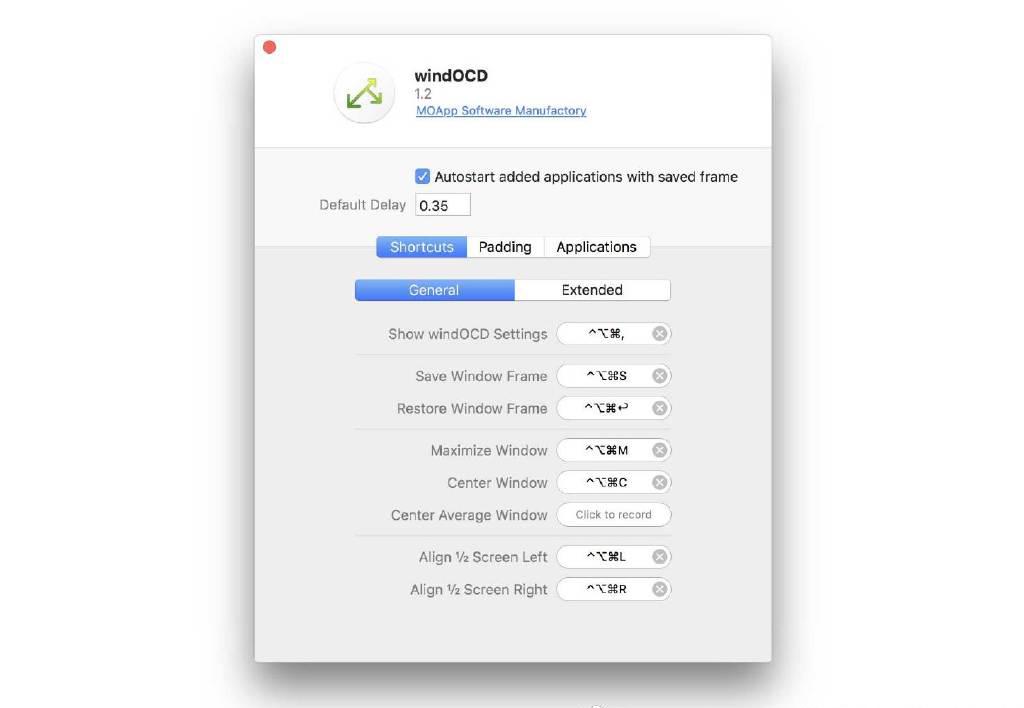 windOCD
1.2
MOApp Software Manufactory
Autostart added applications with saved frame
Default Delay 0.35
Shortcuts Padding Applications
General Extended
Show windOCD Settings ^⌥⌘,
Save Window Frame ^⌥⌘S
Restore Window Frame ^⌥⌘↩
Maximize Window ^⌥⌘M
Center Window ^⌥⌘C
Center Average Window Click to record
Align ½ Screen Left ^⌥⌘L
Align ½ Screen Right ^⌥⌘R